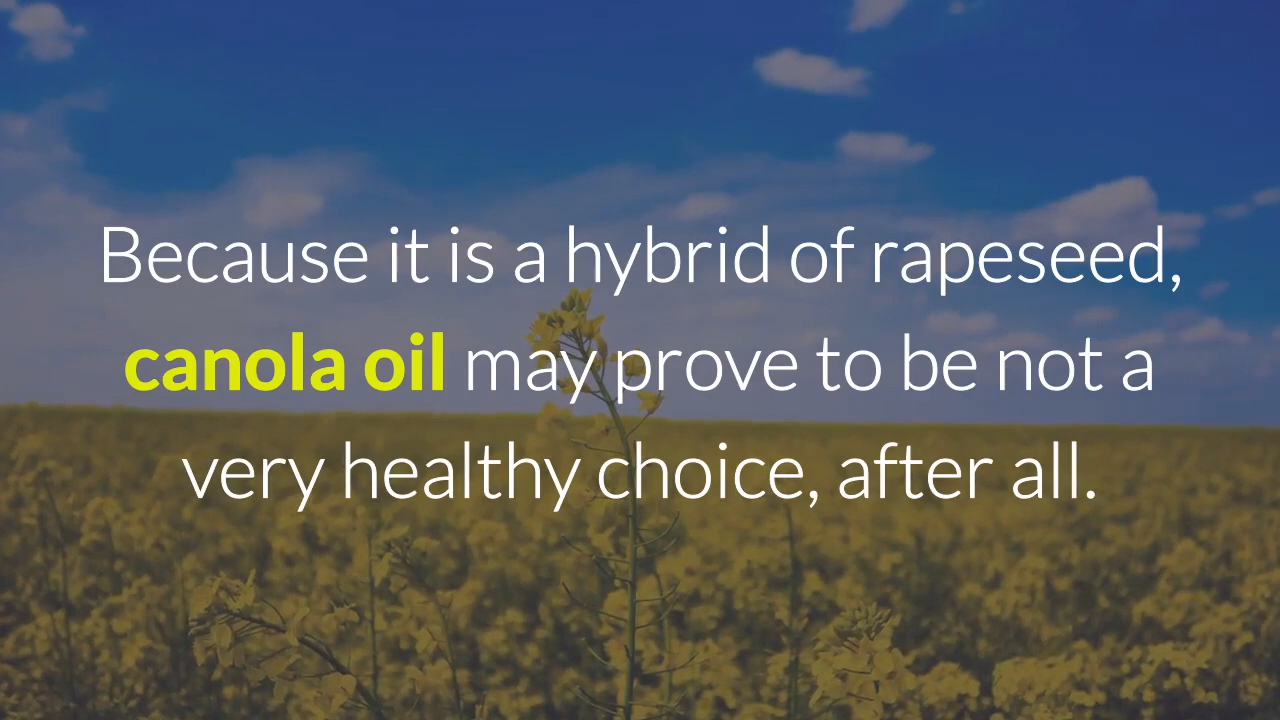 Because it is a hybrid of rapeseed,
canola oil may prove to be not a
very healthy choice, after all.